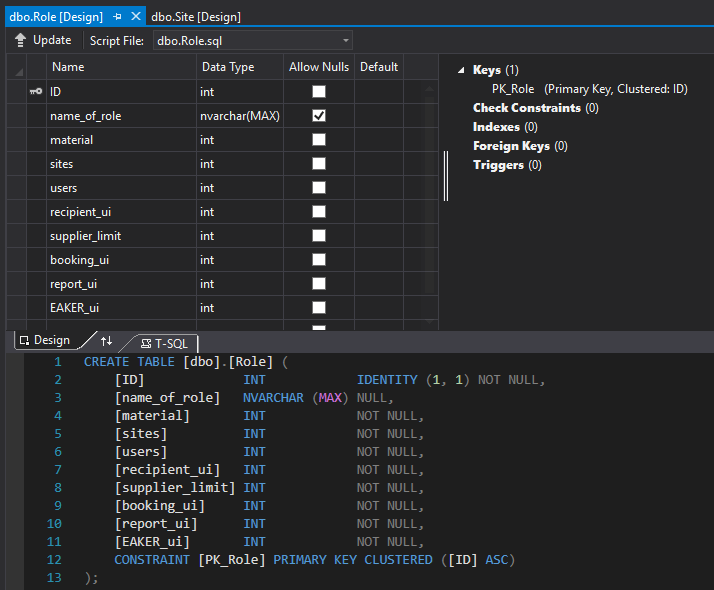 dbo.Role [Design] dbo.Site [Design]
Update Script File: dbo.Role.sql
Name Data Type Allow Nulls Default
ID int
name_of_role nvarchar(MAX)
material int
sites int
users int
recipient_ui int
supplier_limit int
booking_ui int
report_ui int
EAKER_ui int
Keys (1)
PK_Role (Primary Key, Clustered: ID)
Check Constraints (0)
Indexes (0)
Foreign Keys (0)
Triggers (0)
Design T-SQL
1 CREATE TABLE [dbo].[Role] (
2 [ID] INT IDENTITY (1, 1) NOT NULL,
3 [name_of_role] NVARCHAR (MAX) NULL,
4 [material] INT NOT NULL,
5 [sites] INT NOT NULL,
6 [users] INT NOT NULL,
7 [recipient_ui] INT NOT NULL,
8 [supplier_limit] INT NOT NULL,
9 [booking_ui] INT NOT NULL,
10 [report_ui] INT NOT NULL,
11 [EAKER_ui] INT NOT NULL,
12 CONSTRAINT [PK_Role] PRIMARY KEY CLUSTERED ([ID] ASC)
13 );